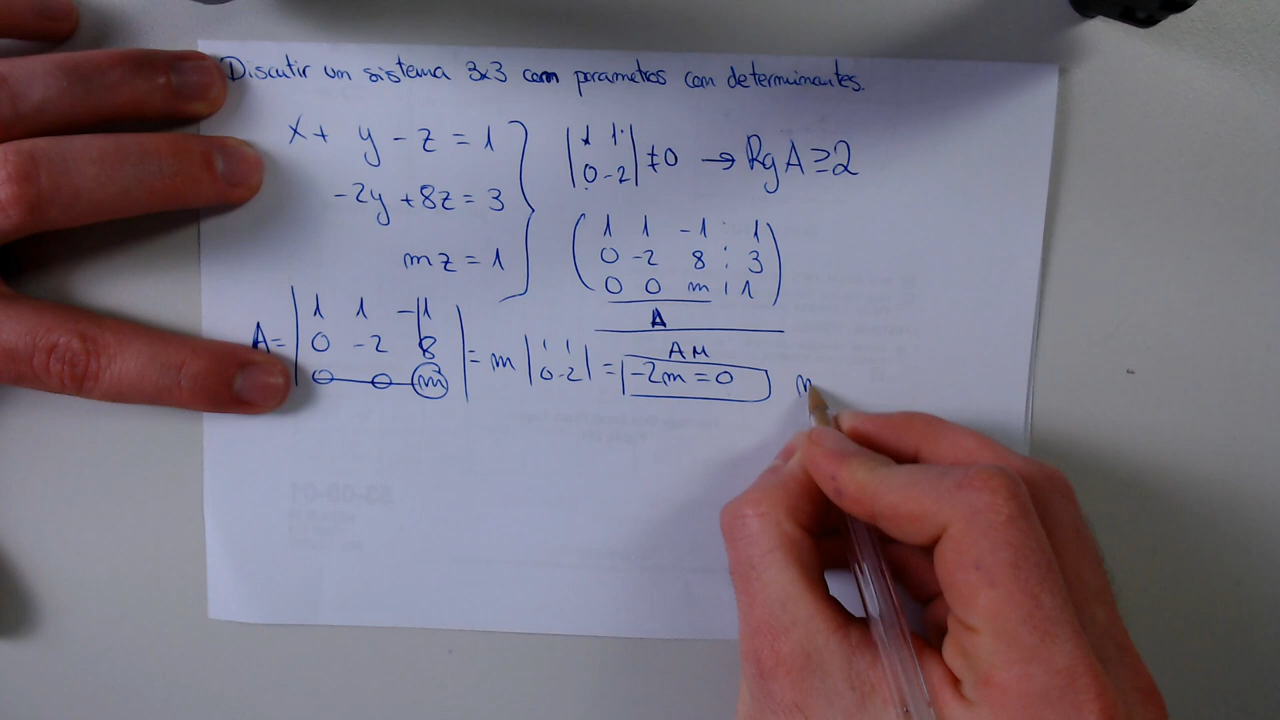 Discutir un sistema 3x3 com parametros con determinantes.
x + y - z = 1
-2y + 8z = 3
mz = 1
|1 1|
|0 -2| ≠ 0 → Rg A ≥ 2
(1 1 -1 : 1)
(0 -2 8 : 3)
(0 0 m : 1)
A
AM
A = |1 1 -1|
|0 -2 8|
|0 0 m| = m |1 1|
|0 -2| = -2m = 0
m